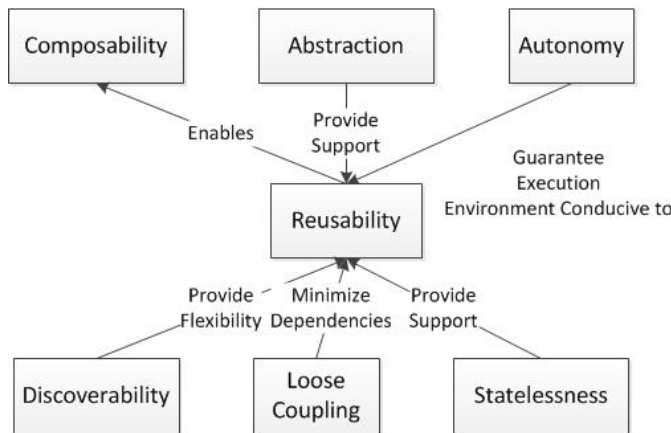 Composability
Abstraction
Autonomy
Enables
Provide
Support
Guarantee
Execution
Environment Conducive to
Reusability
Provide
Flexibility
Minimize
Dependencies
Provide
Support
Discoverability
Loose
Coupling
Statelessness